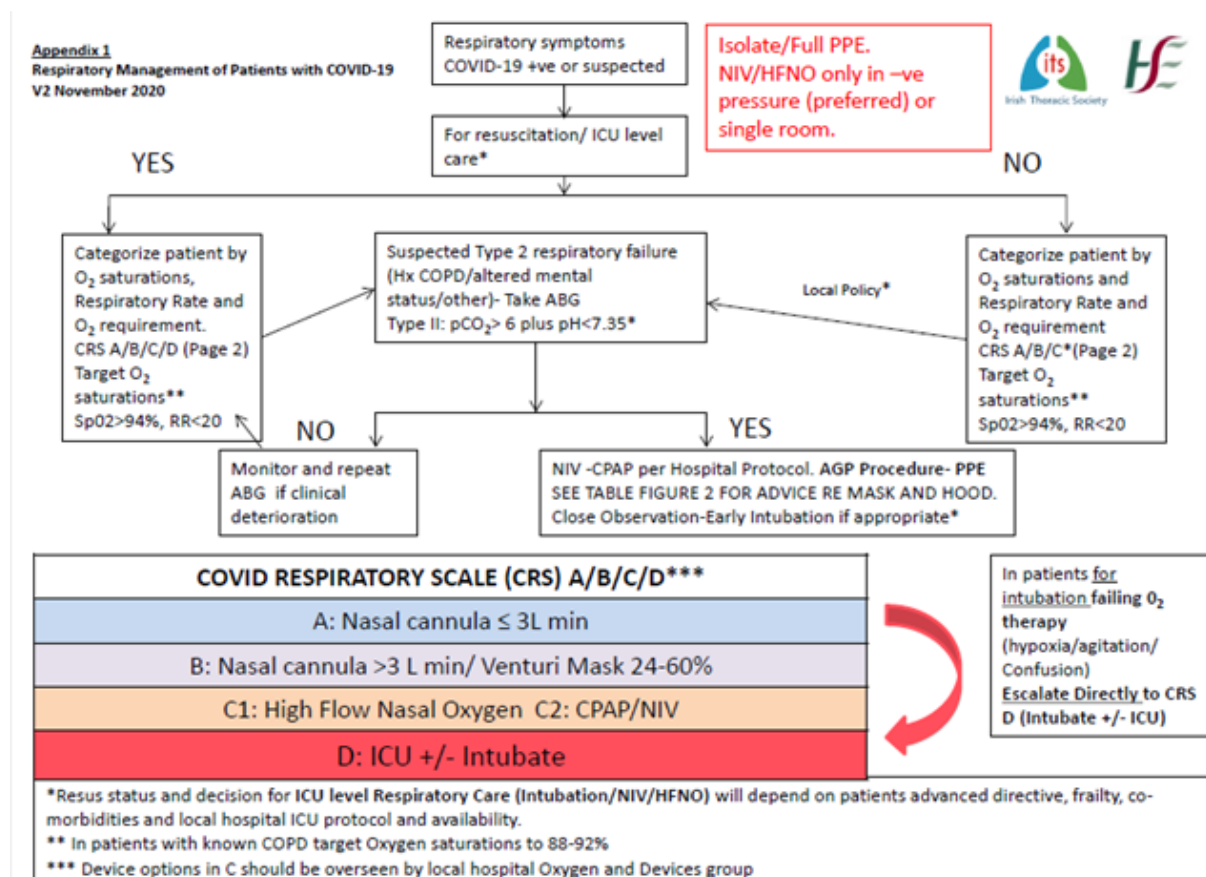 Appendix 1
Respiratory Management of Patients with COVID-19
V2 November 2020
Respiratory symptoms
COVID-19 +ve or suspected
Isolate/Full PPE.
NIV/HFNO only in –ve
pressure (preferred) or
single room.
its
Irish Thoracic Society
HSE
For resuscitation/ ICU level
care*
YES
NO
Categorize patient by
O₂ saturations,
Respiratory Rate and
O₂ requirement.
CRS A/B/C/D (Page 2)
Target O₂
saturations**
Sp02>94%, RR<20
Suspected Type 2 respiratory failure
(Hx COPD/altered mental
status/other)- Take ABG
Type II: pCO₂> 6 plus pH<7.35*
Local Policy*
Categorize patient by
O₂ saturations and
Respiratory Rate and
O₂ requirement
CRS A/B/C*(Page 2)
Target O₂
saturations**
Sp02>94%, RR<20
NO
YES
Monitor and repeat
ABG if clinical
deterioration
NIV -CPAP per Hospital Protocol. AGP Procedure- PPE
SEE TABLE FIGURE 2 FOR ADVICE RE MASK AND HOOD.
Close Observation-Early Intubation if appropriate*
COVID RESPIRATORY SCALE (CRS) A/B/C/D***
A: Nasal cannula ≤ 3L min
B: Nasal cannula >3 L min/ Venturi Mask 24-60%
C1: High Flow Nasal Oxygen C2: CPAP/NIV
D: ICU +/- Intubate
In patients for
intubation failing 0₂
therapy
(hypoxia/agitation/
Confusion)
Escalate Directly to CRS
D (Intubate +/- ICU)
*Resus status and decision for ICU level Respiratory Care (Intubation/NIV/HFNO) will depend on patients advanced directive, frailty, co-
morbidities and local hospital ICU protocol and availability.
** In patients with known COPD target Oxygen saturations to 88-92%
*** Device options in C should be overseen by local hospital Oxygen and Devices group